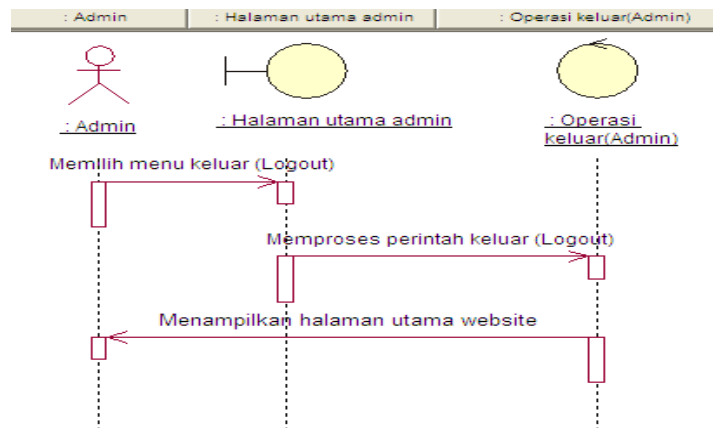 : Admin
: Halaman utama admin
: Operasi keluar(Admin)
: Admin
: Halaman utama admin
: Operasi
keluar(Admin)
Memilih menu keluar (Logout)
Memproses perintah keluar (Logout)
Menampilkan halaman utama website